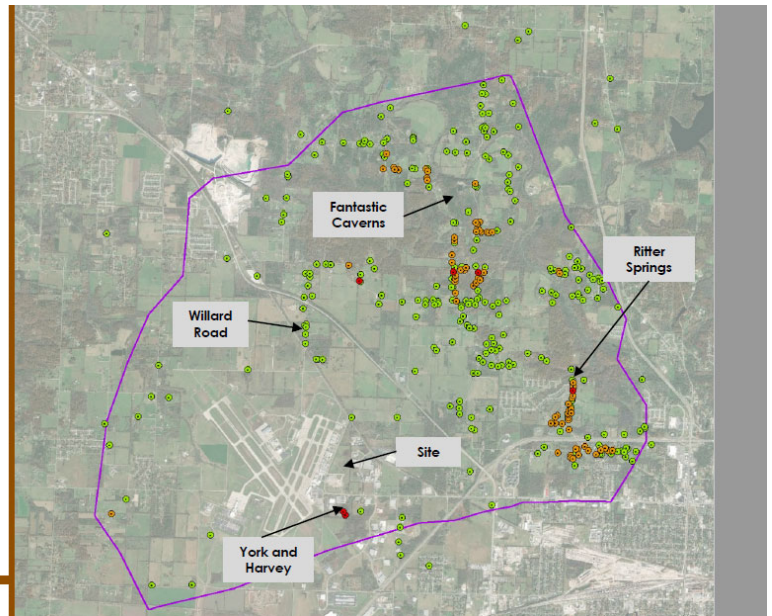 Fantastic
Caverns
Ritter
Springs
Willard
Road
Site
York and
Harvey